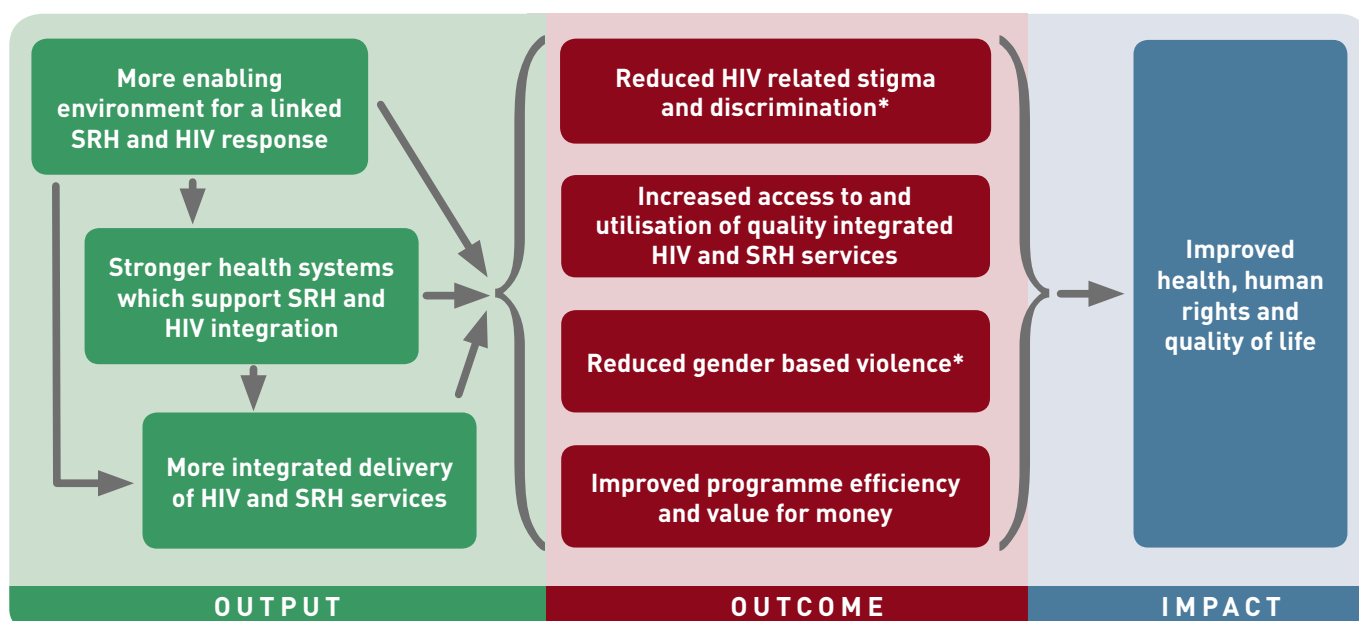 More enabling
environment for a linked
SRH and HIV response
Stronger health systems
which support SRH and
HIV integration
More integrated delivery
of HIV and SRH services
OUTPUT
Reduced HIV related stigma
and discrimination*
Increased access to and
utilisation of quality integrated
HIV and SRH services
Reduced gender based violence*
Improved programme efficiency
and value for money
OUTCOME
Improved
health, human
rights and
quality of life
IMPACT